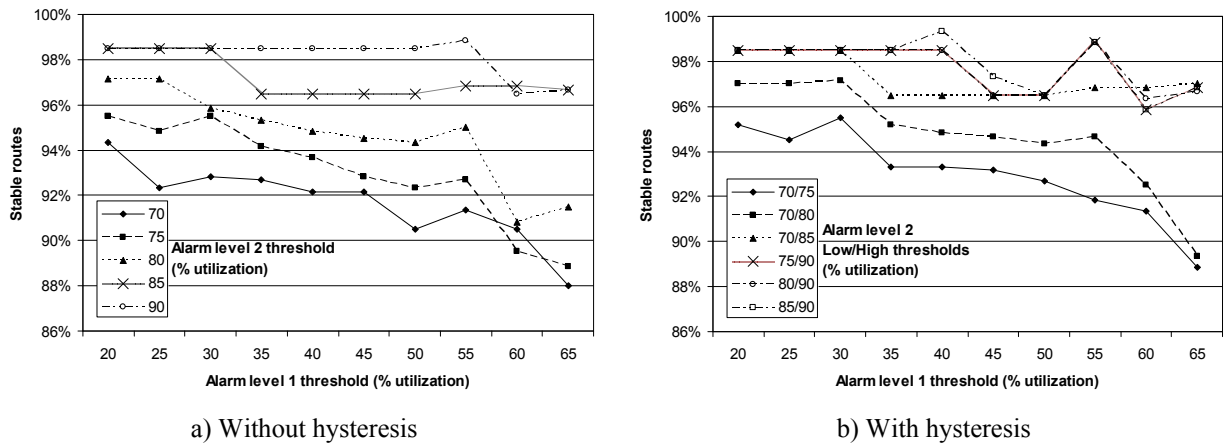 100%
98%
96%
94%
92%
90%
88%
86%
Stable routes
70
75
80
85
90
Alarm level 2 threshold
(% utilization)
20 25 30 35 40 45 50 55 60 65
Alarm level 1 threshold (% utilization)
a) Without hysteresis
100%
98%
96%
94%
92%
90%
88%
86%
Stable routes
70/75
70/80
70/85
75/90
80/90
85/90
Alarm level 2
Low/High thresholds
(% utilization)
20 25 30 35 40 45 50 55 60 65
Alarm level 1 threshold (% utilization)
b) With hysteresis